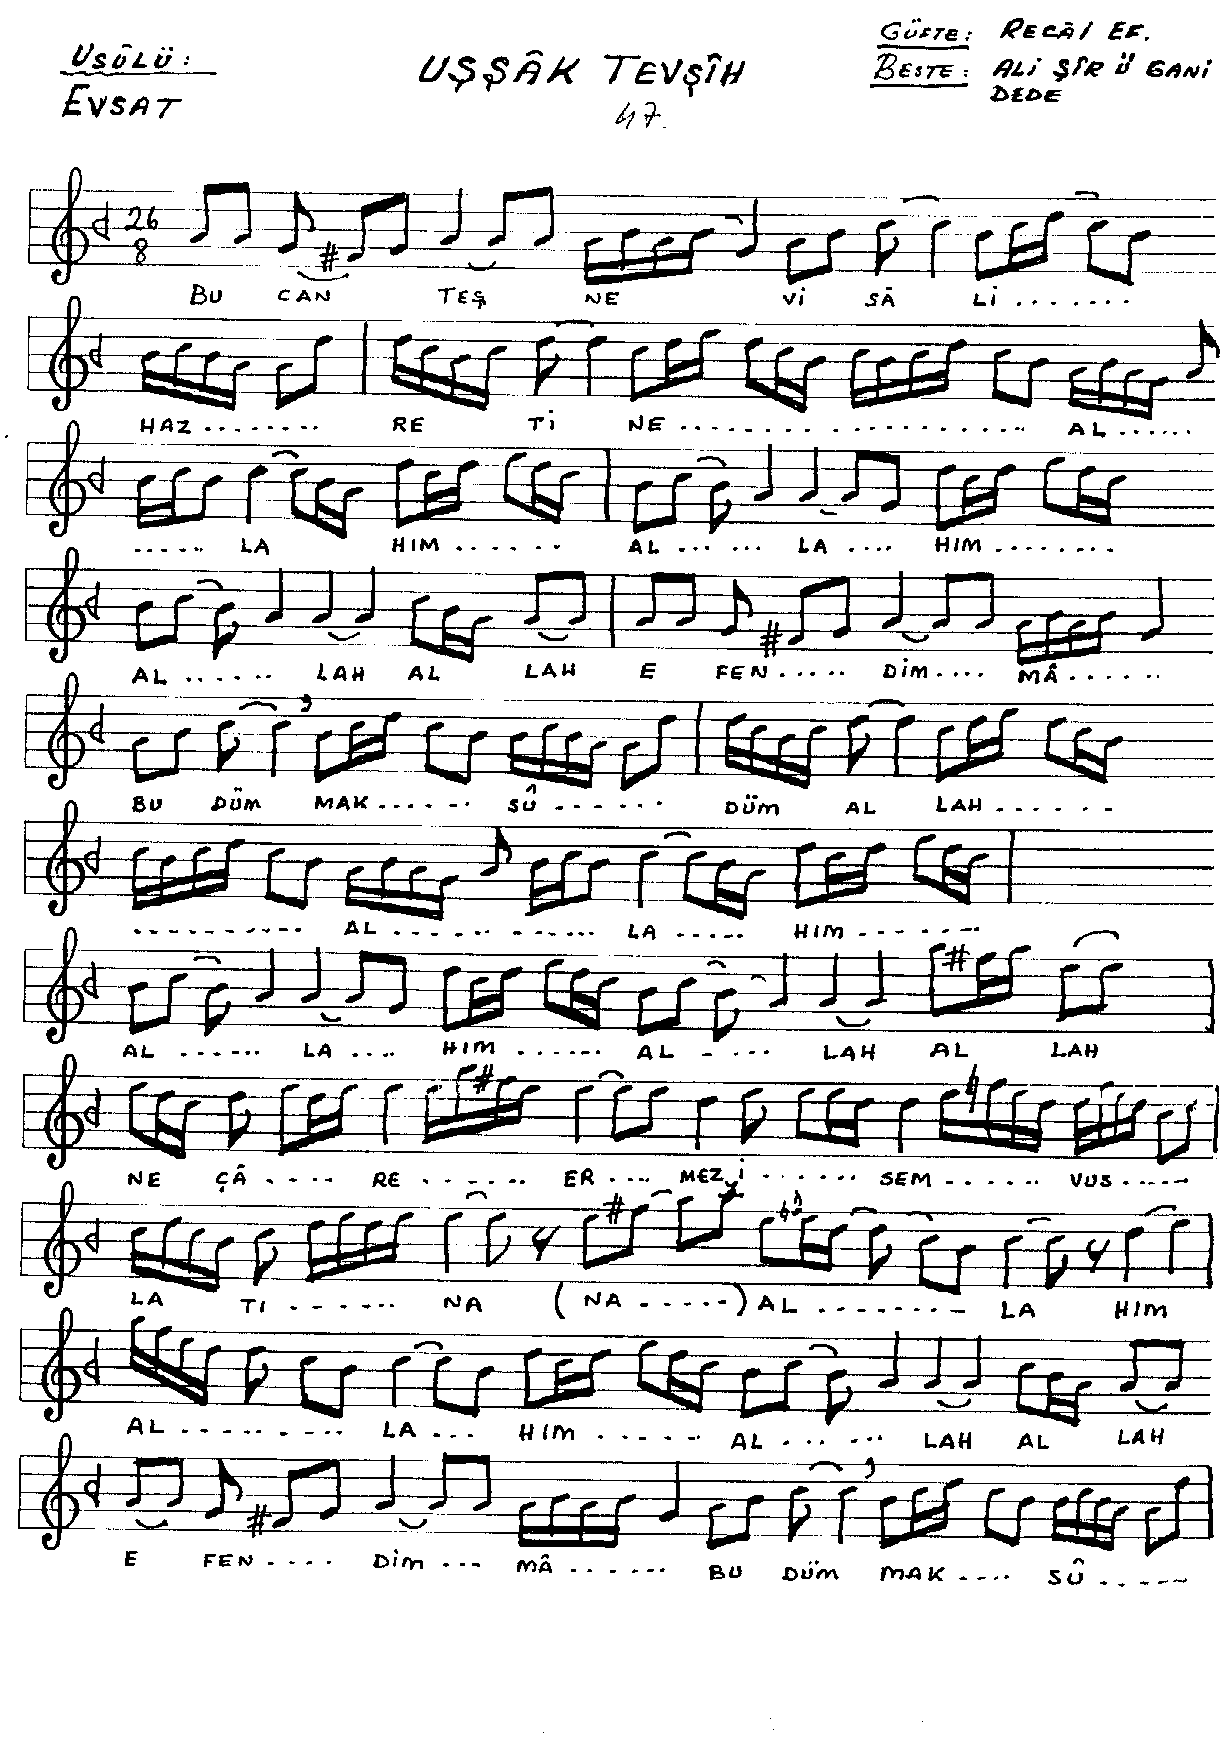 USÛLÜ:
EVSAT
UŞŞÂK TEVŞÎH
47.
GÜFTE: RECÂİ EF.
BESTE: ALİ ŞÎR Ü GANİ DEDE
26
8
BU CAN TEŞ NE Vİ SÂ Lİ.......
HAZ........ RE Tİ NE .................. AL......
...... LA HIM ....... AL ...... LA .... HIM ........
AL ...... LAH AL LAH E FEN ..... DİM.... MÂ......
BU DÜM MAK ...... SÛ ....... DÜM AL LAH .......
........... AL ............. LA ..... HIM ........
AL ...... LA .... HIM ...... AL ..... LAH AL LAH
NE ÇÂ ..... RE ...... ER .... MEZ İ ...... SEM ...... VUS ......
LA Tİ ...... NA (NA .....) AL ........ LA HIM
AL .......... LA ... HIM ...... AL ...... LAH AL LAH
E FEN .... DİM ... MÂ ...... BU DÜM MAK .... SÛ .....